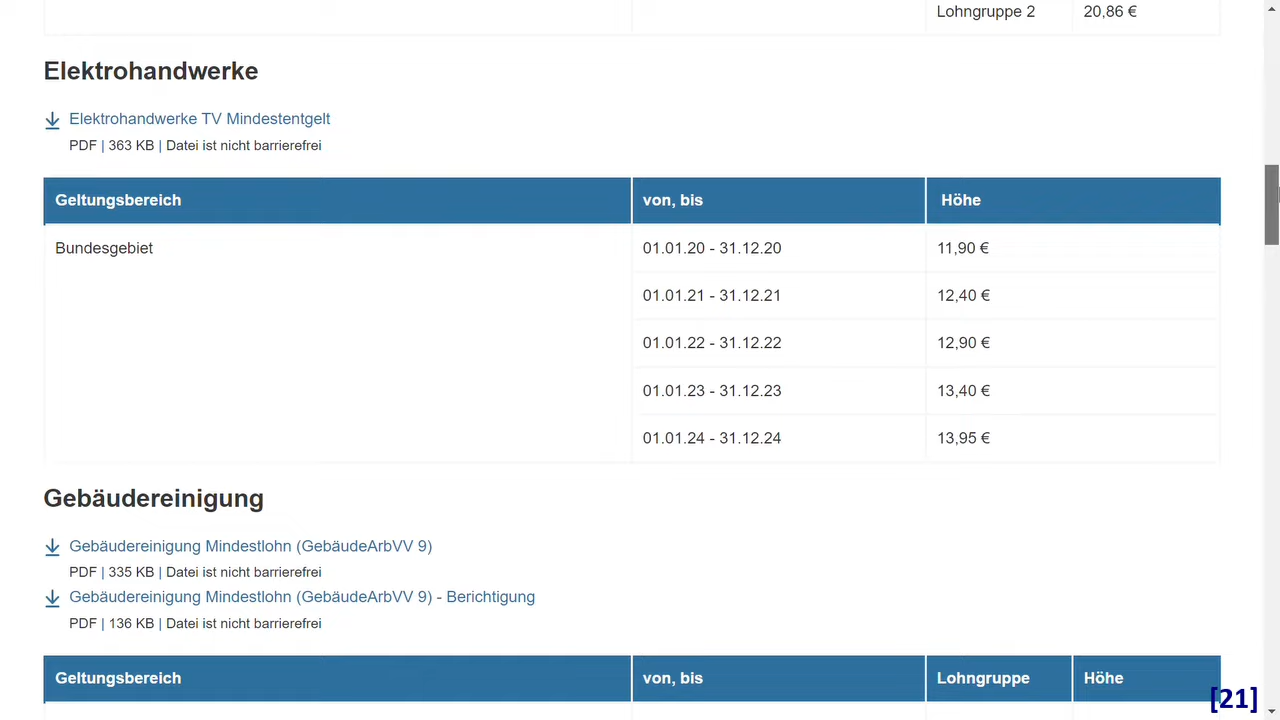 Lohngruppe 2 20,86 €
Elektrohandwerke
Elektrohandwerke TV Mindestentgelt
PDF | 363 KB | Datei ist nicht barrierefrei
Geltungsbereich von, bis Höhe
Bundesgebiet 01.01.20 - 31.12.20 11,90 €
01.01.21 - 31.12.21 12,40 €
01.01.22 - 31.12.22 12,90 €
01.01.23 - 31.12.23 13,40 €
01.01.24 - 31.12.24 13,95 €
Gebäudereinigung
Gebäudereinigung Mindestlohn (GebäudeArbVV 9)
PDF | 335 KB | Datei ist nicht barrierefrei
Gebäudereinigung Mindestlohn (GebäudeArbVV 9) - Berichtigung
PDF | 136 KB | Datei ist nicht barrierefrei
Geltungsbereich von, bis Lohngruppe Höhe
[21]